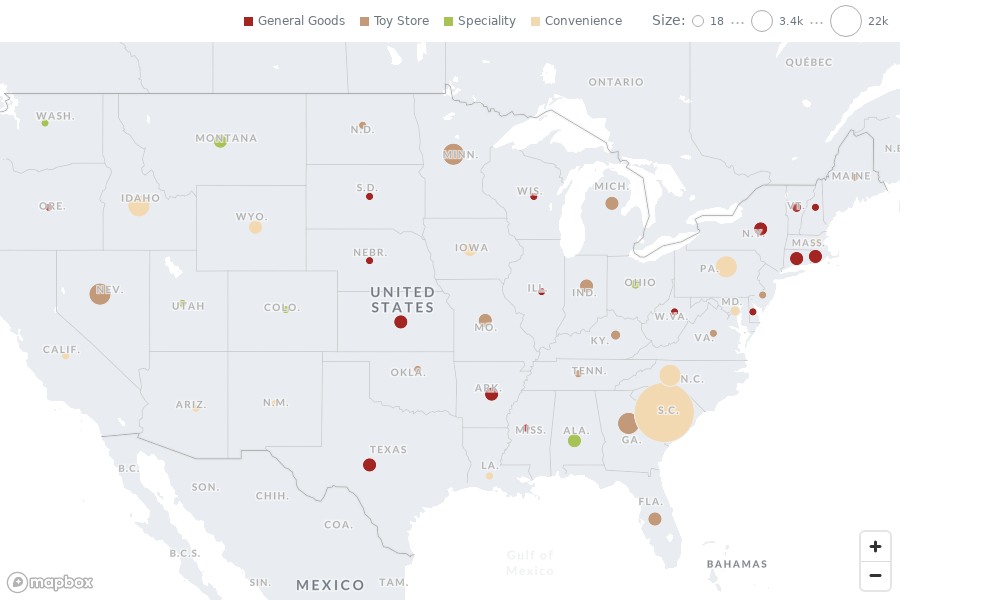 General Goods Toy Store Speciality Convenience Size: 18 ... 3.4k ... 22k
QUÉBEC
ONTARIO
WASH.
N.D.
MONTANA
MINN.
MICH.
MAINE
WIS.
S.D.
IDAHO
ORE.
WYO.
VT.
N.Y.
MASS.
NEBR.
IOWA
PA.
OHIO
ILL.
IND.
NEV.
UNITED
STATES
UTAH
COLO.
MD.
W.VA.
MO.
KY.
VA.
CALIF.
OKLA.
TENN.
N.C.
ARK.
ARIZ.
N.M.
S.C.
MISS.
ALA.
GA.
TEXAS
LA.
B.C.
SON.
CHIH.
FLA.
COA.
B.C.S.
Gulf of
Mexico
BAHAMAS
SIN.
MEXICO
TAM.
mapbox
+
−